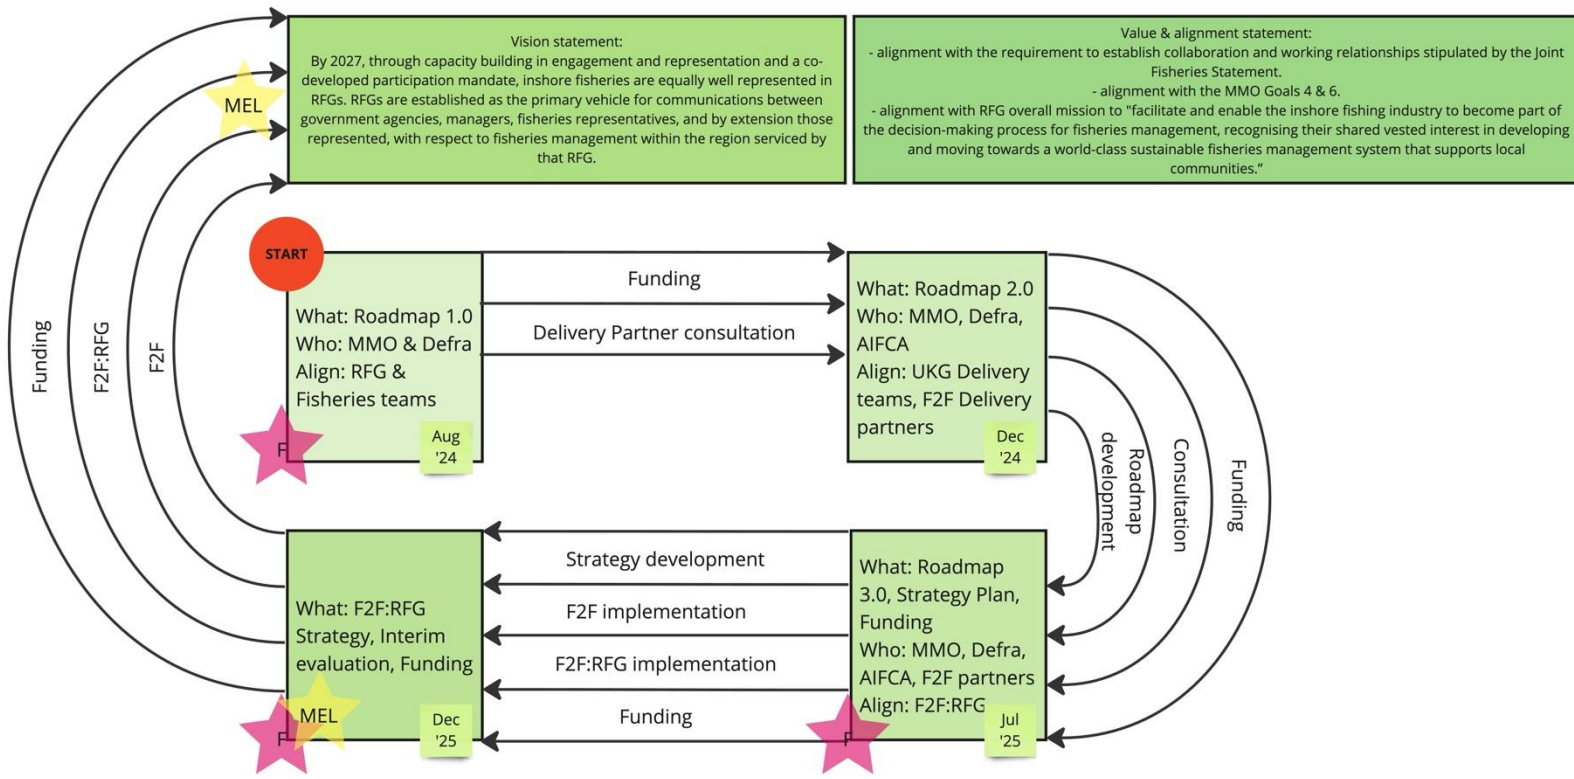 Vision statement:
By 2027, through capacity building in engagement and representation and a co-
developed participation mandate, inshore fisheries are equally well represented in
RFGs. RFGs are established as the primary vehicle for communications between
government agencies, managers, fisheries representatives, and by extension those
represented, with respect to fisheries management within the region serviced by
that RFG.
Value & alignment statement:
- alignment with the requirement to establish collaboration and working relationships stipulated by the Joint
Fisheries Statement.
- alignment with the MMO Goals 4 & 6.
- alignment with RFG overall mission to "facilitate and enable the inshore fishing industry to become part of
the decision-making process for fisheries management, recognising their shared vested interest in developing
and moving towards a world-class sustainable fisheries management system that supports local
communities.”
MEL
START
What: Roadmap 1.0
Who: MMO & Defra
Align: RFG &
Fisheries teams
F
Aug
'24
Funding
Delivery Partner consultation
What: Roadmap 2.0
Who: MMO, Defra,
AIFCA
Align: UKG Delivery
teams, F2F Delivery
partners
Dec
'24
Roadmap
development
Consultation
Funding
What: Roadmap
3.0, Strategy Plan,
Funding
Who: MMO, Defra,
AIFCA, F2F partners
Align: F2F:RFG
F
Jul
'25
Strategy development
F2F implementation
F2F:RFG implementation
Funding
What: F2F:RFG
Strategy, Interim
evaluation, Funding
MEL
F
Dec
'25
Funding
F2F:RFG
F2F